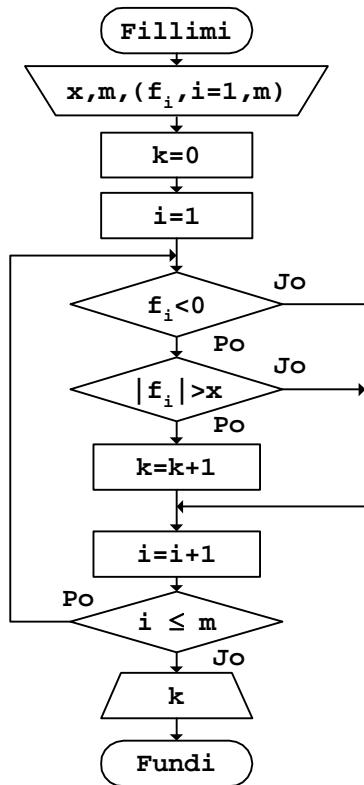 Fillimi
x,m,(fᵢ,i=1,m)
k=0
i=1
fᵢ<0
Jo
Po
|fᵢ|>x
Jo
Po
k=k+1
i=i+1
Po
i ≤ m
Jo
k
Fundi